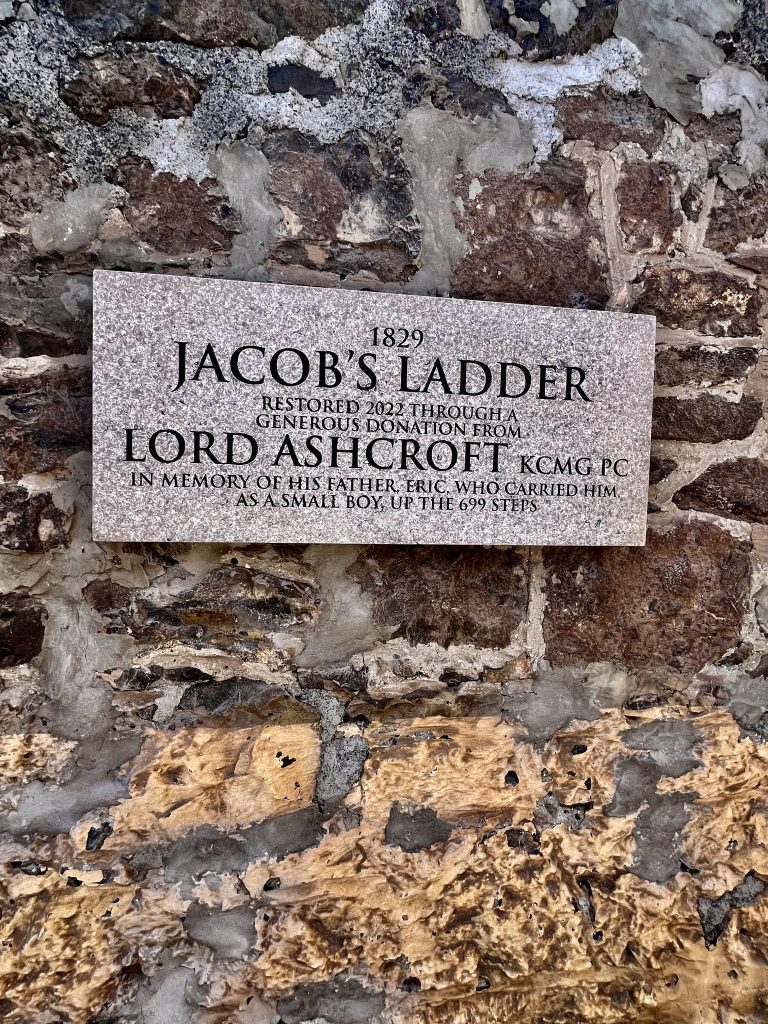 1829
JACOB'S LADDER
RESTORED 2022 THROUGH A
GENEROUS DONATION FROM
LORD ASHCROFT KCMG PC
IN MEMORY OF HIS FATHER, ERIC, WHO CARRIED HIM,
AS A SMALL BOY, UP THE 699 STEPS